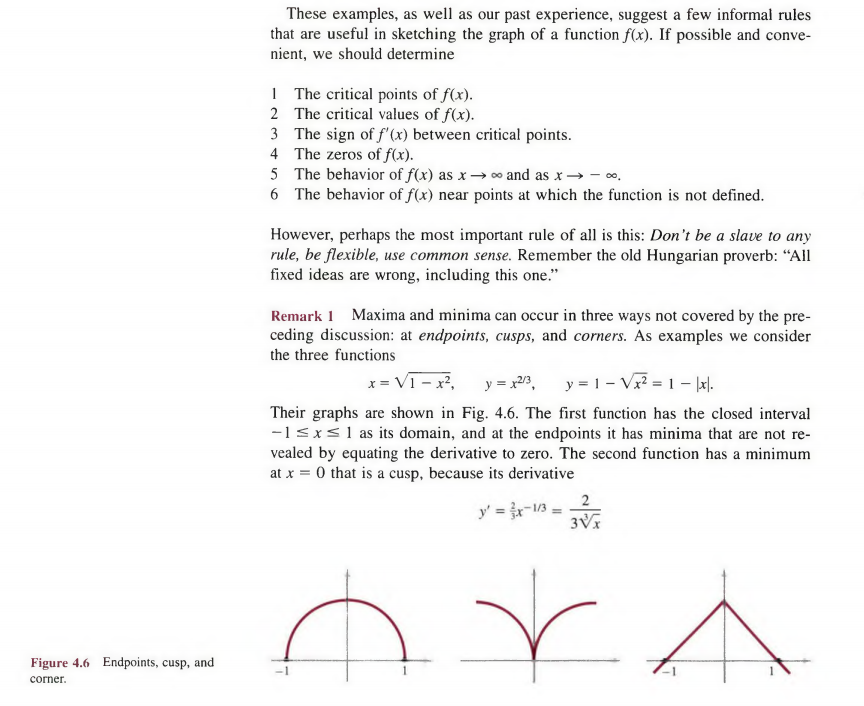 These examples, as well as our past experience, suggest a few informal rules
that are useful in sketching the graph of a function f(x). If possible and conve-
nient, we should determine
1 The critical points of f(x).
2 The critical values of f(x).
3 The sign of f′(x) between critical points.
4 The zeros of f(x).
5 The behavior of f(x) as x → ∞ and as x → − ∞.
6 The behavior of f(x) near points at which the function is not defined.
However, perhaps the most important rule of all is this: Don't be a slave to any
rule, be flexible, use common sense. Remember the old Hungarian proverb: “All
fixed ideas are wrong, including this one.”
Remark 1 Maxima and minima can occur in three ways not covered by the pre-
ceding discussion: at endpoints, cusps, and corners. As examples we consider
the three functions
x = √(1 − x²), y = x^(2/3), y = 1 − √(x²) = 1 − |x|.
Their graphs are shown in Fig. 4.6. The first function has the closed interval
−1 ≤ x ≤ 1 as its domain, and at the endpoints it has minima that are not re-
vealed by equating the derivative to zero. The second function has a minimum
at x = 0 that is a cusp, because its derivative
y′ = ⅔x^(−1/3) = 2/(3∛x)
−1 1 −1 1
Figure 4.6 Endpoints, cusp, and
corner.